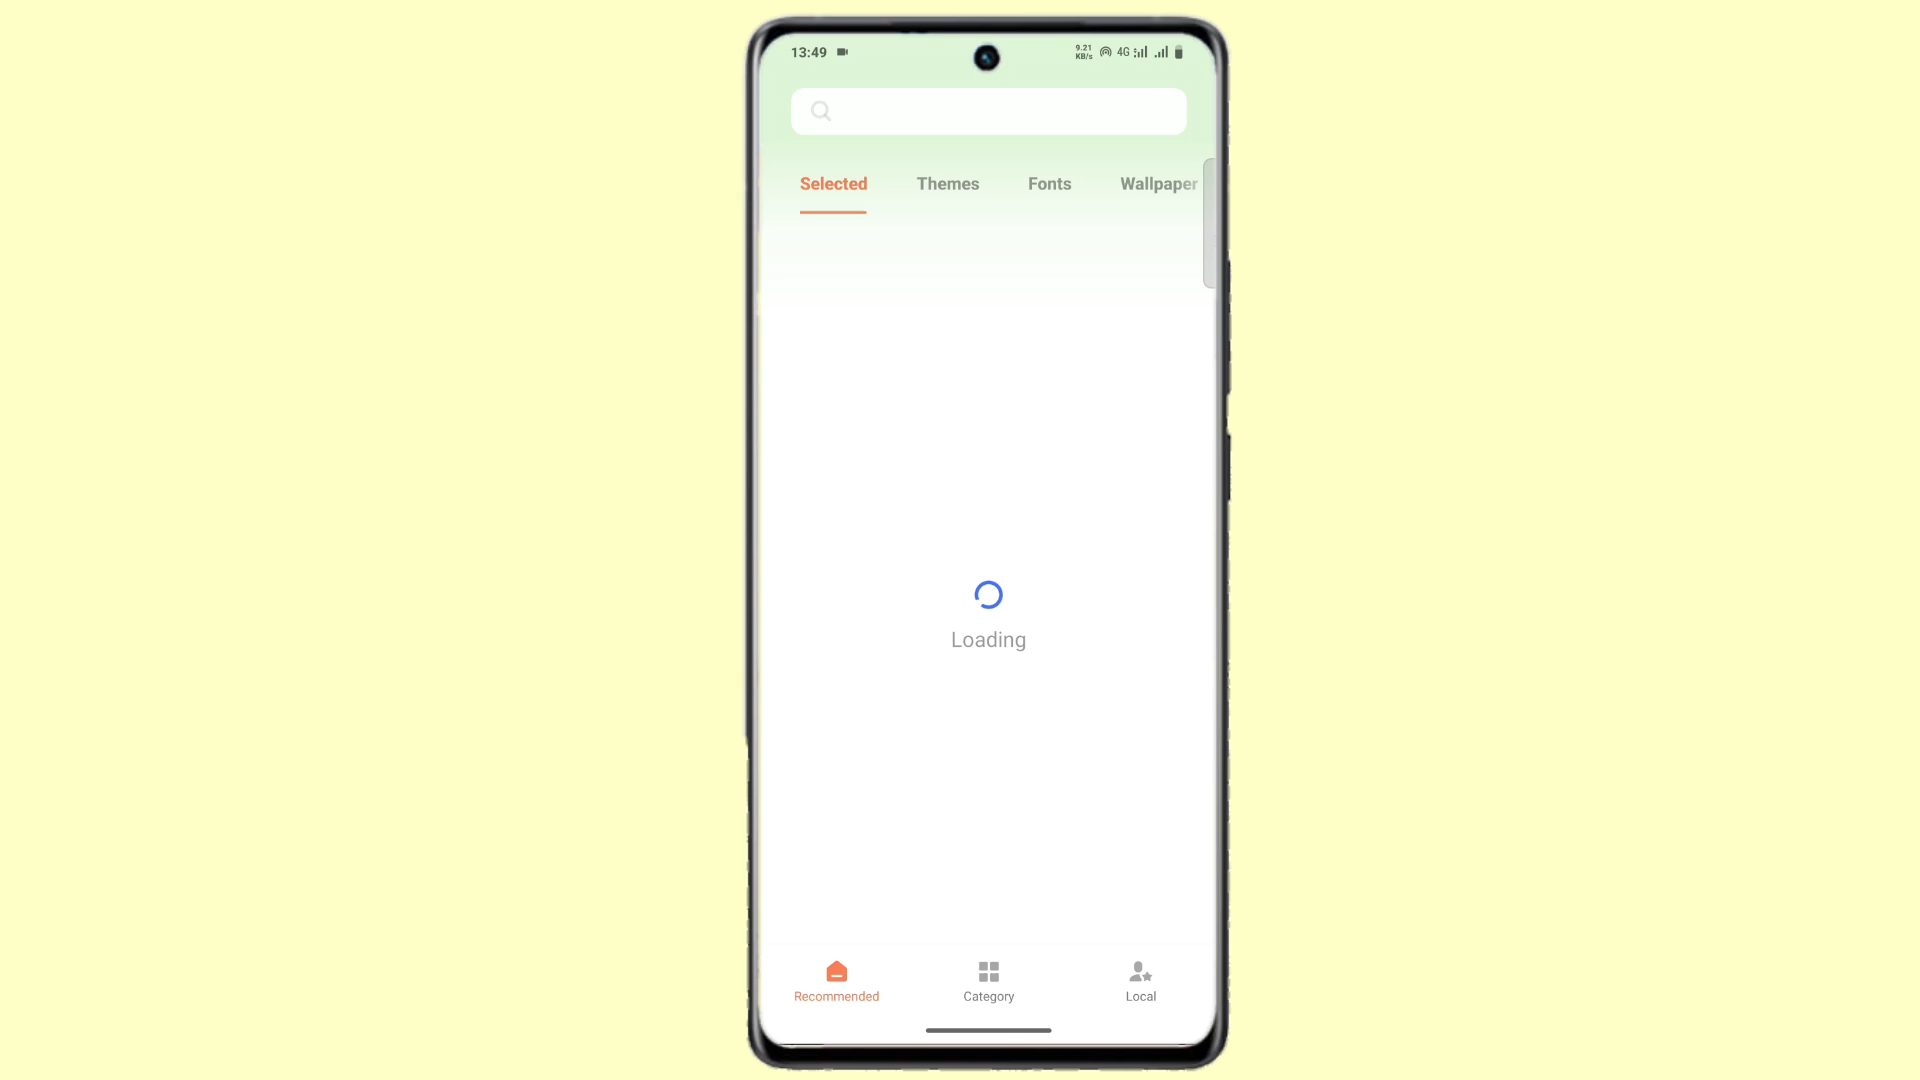 13:49
9.21
KB/s
4G
Selected Themes Fonts Wallpaper
Loading
Recommended Category Local